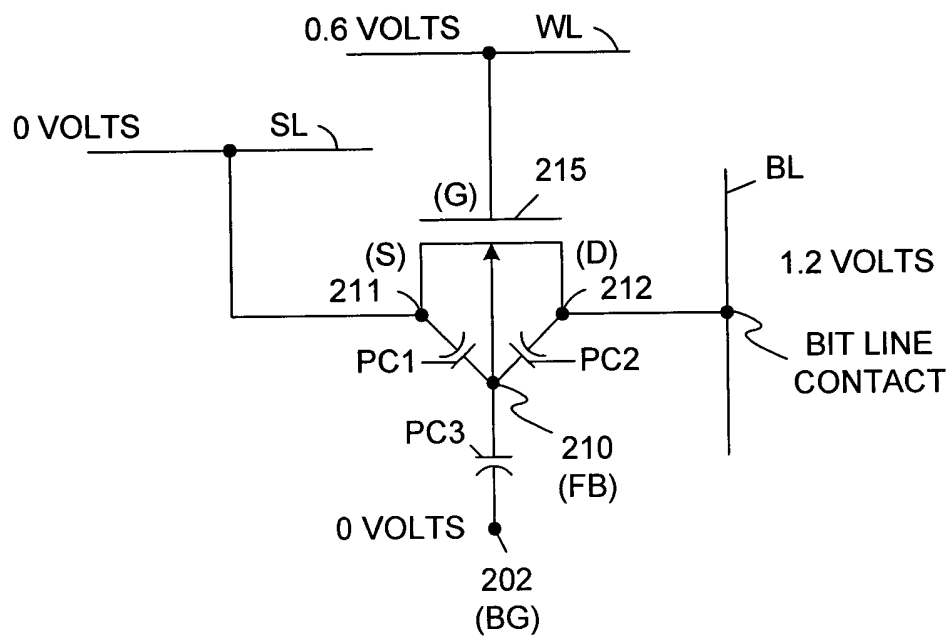 0.6 VOLTS
WL
0 VOLTS
SL
BL
215
(G)
(S)
(D)
1.2 VOLTS
211
212
PC1
PC2
BIT LINE
CONTACT
PC3
210
(FB)
0 VOLTS
202
(BG)